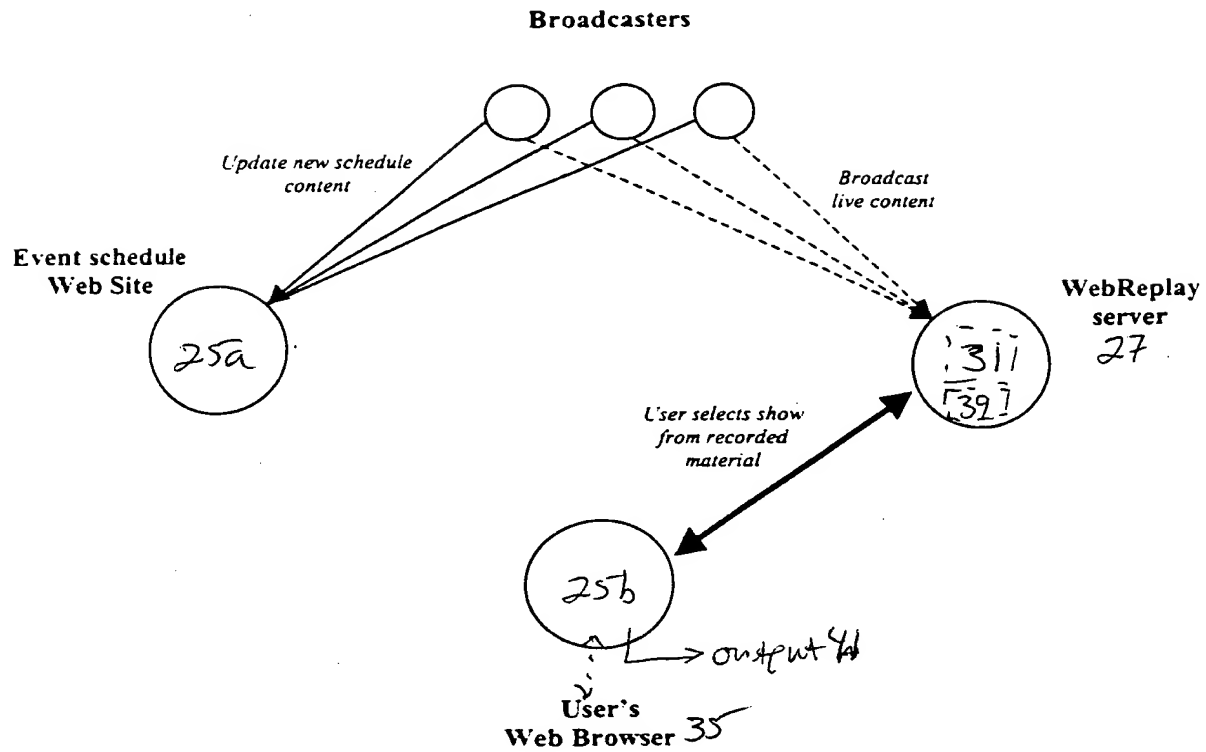 Broadcasters
Update new schedule
content
Broadcast
live content
Event schedule
Web Site
25a
WebReplay
server
27
31
39
User selects show
from recorded
material
25b
output
User's
Web Browser 35